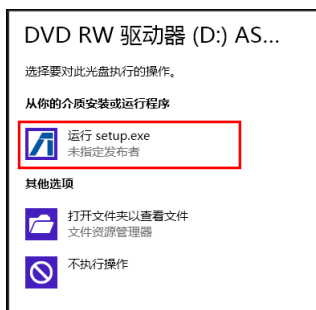 DVD RW 驱动器 (D:) AS...
选择要对此光盘执行的操作。
从你的介质安装或运行程序
运行 setup.exe
未指定发布者
其他选项
打开文件夹以查看文件
文件资源管理器
不执行操作